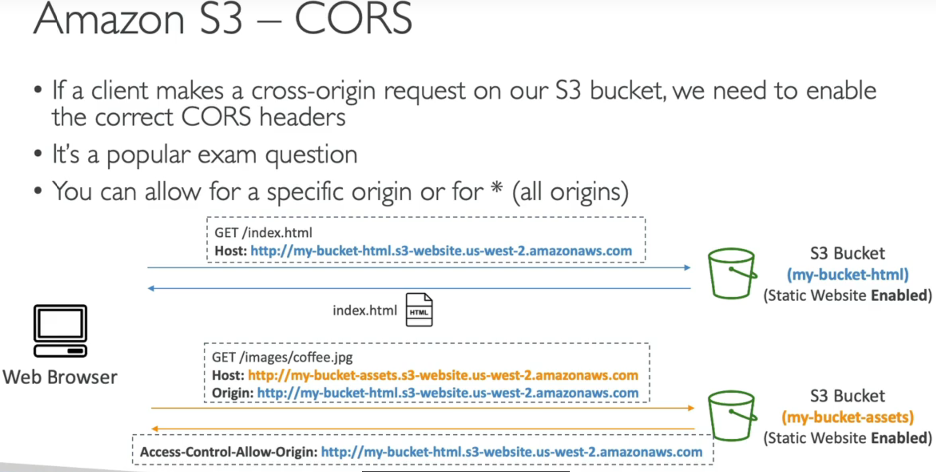 Amazon S3 – CORS
• If a client makes a cross-origin request on our S3 bucket, we need to enable
the correct CORS headers
• It's a popular exam question
• You can allow for a specific origin or for * (all origins)
GET /index.html
Host: http://my-bucket-html.s3-website.us-west-2.amazonaws.com
S3 Bucket
(my-bucket-html)
(Static Website Enabled)
index.html
HTML
Web Browser
GET /images/coffee.jpg
Host: http://my-bucket-assets.s3-website.us-west-2.amazonaws.com
Origin: http://my-bucket-html.s3-website.us-west-2.amazonaws.com
S3 Bucket
(my-bucket-assets)
(Static Website Enabled)
Access-Control-Allow-Origin: http://my-bucket-html.s3-website.us-west-2.amazonaws.com